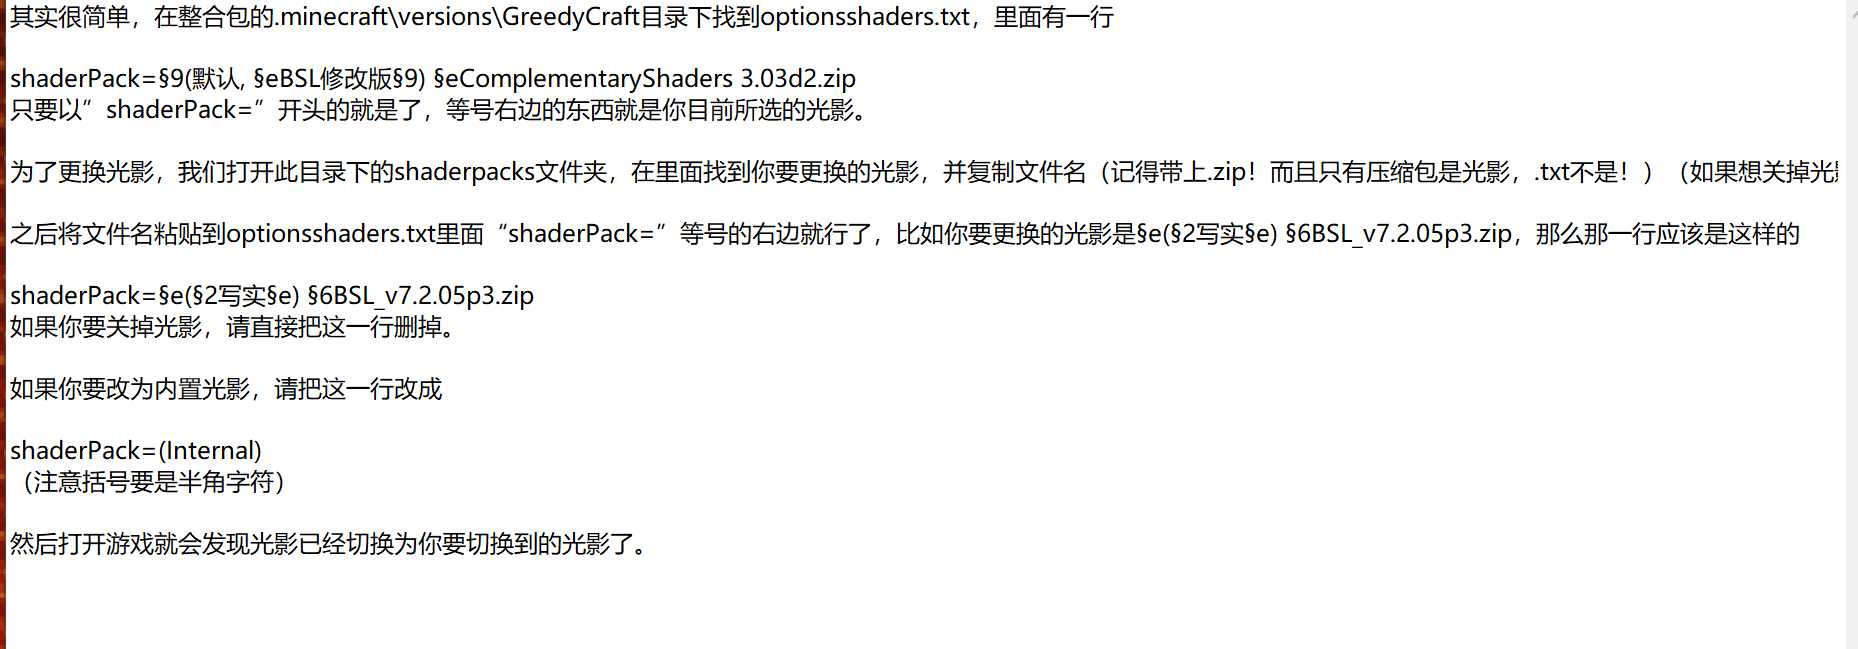 其实很简单，在整合包的.minecraft\versions\GreedyCraft目录下找到optionsshaders.txt，里面有一行
shaderPack=§9(默认, §eBSL修改版§9) §eComplementaryShaders 3.03d2.zip
只要以”shaderPack=”开头的就是了，等号右边的东西就是你目前所选的光影。
为了更换光影，我们打开此目录下的shaderpacks文件夹，在里面找到你要更换的光影，并复制文件名（记得带上.zip！而且只有压缩包是光影，.txt不是！）（如果想关掉光影
之后将文件名粘贴到optionsshaders.txt里面“shaderPack=”等号的右边就行了，比如你要更换的光影是§e(§2写实§e) §6BSL_v7.2.05p3.zip，那么那一行应该是这样的
shaderPack=§e(§2写实§e) §6BSL_v7.2.05p3.zip
如果你要关掉光影，请直接把这一行删掉。
如果你要改为内置光影，请把这一行改成
shaderPack=(Internal)
（注意括号要是半角字符）
然后打开游戏就会发现光影已经切换为你要切换到的光影了。